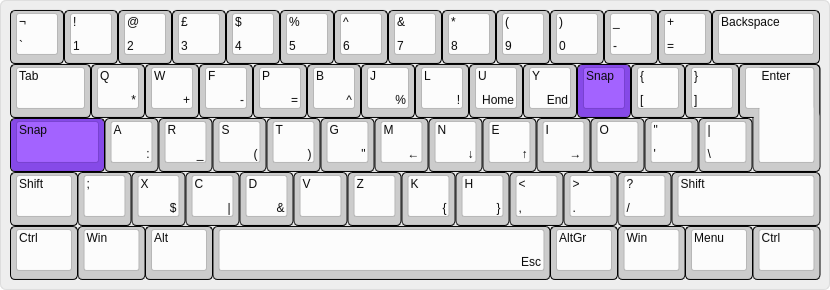 ¬ ! @ £ $ % ^ & * ( ) _ + Backspace
` 1 2 3 4 5 6 7 8 9 0 - =
Tab Q W F P B J L U Y Snap { } Enter
* + - = ^ % ! Home End [ ]
Snap A R S T G M N E I O " |
: _ ( ) " ← ↓ ↑ → ' \
Shift ; X C D V Z K H < > ? Shift
$ | & { } , . /
Ctrl Win Alt AltGr Win Menu Ctrl
Esc